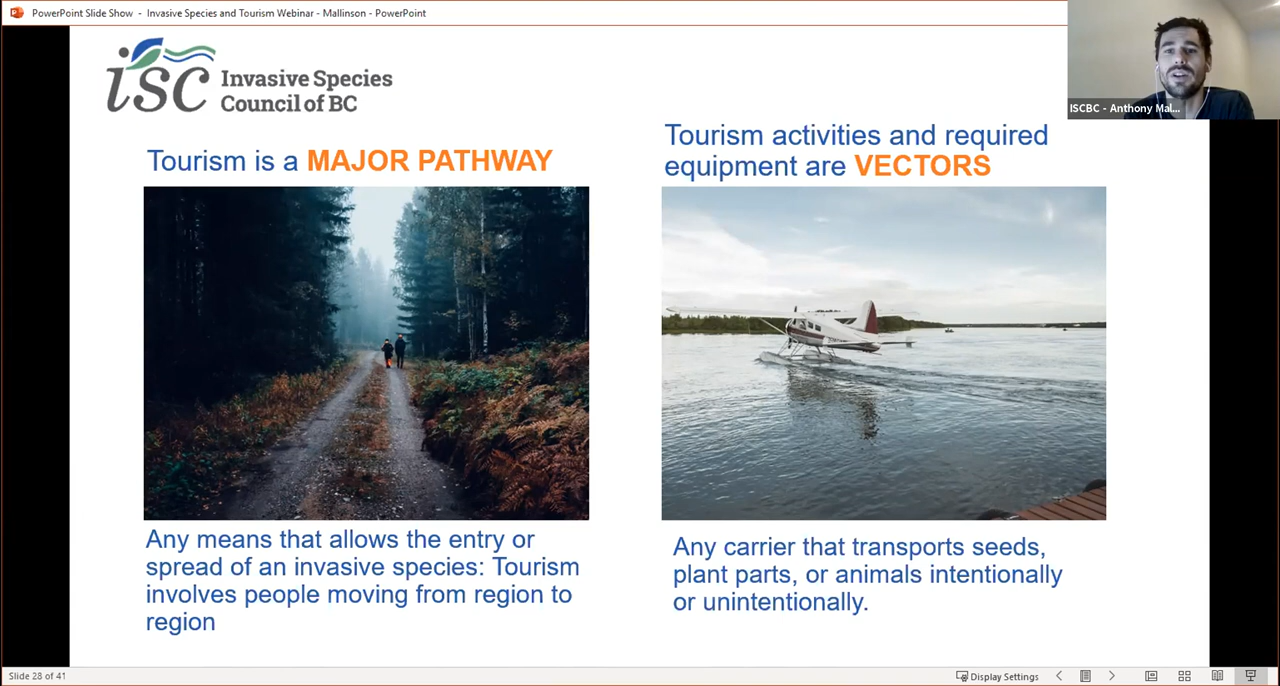 PowerPoint Slide Show - Invasive Species and Tourism Webinar - Mallinson - PowerPoint
ISCBC - Anthony Mal...
isc Invasive Species
Council of BC
Tourism is a MAJOR PATHWAY
Any means that allows the entry or
spread of an invasive species: Tourism
involves people moving from region to
region
Tourism activities and required
equipment are VECTORS
Any carrier that transports seeds,
plant parts, or animals intentionally
or unintentionally.
Slide 28 of 41
Display Settings